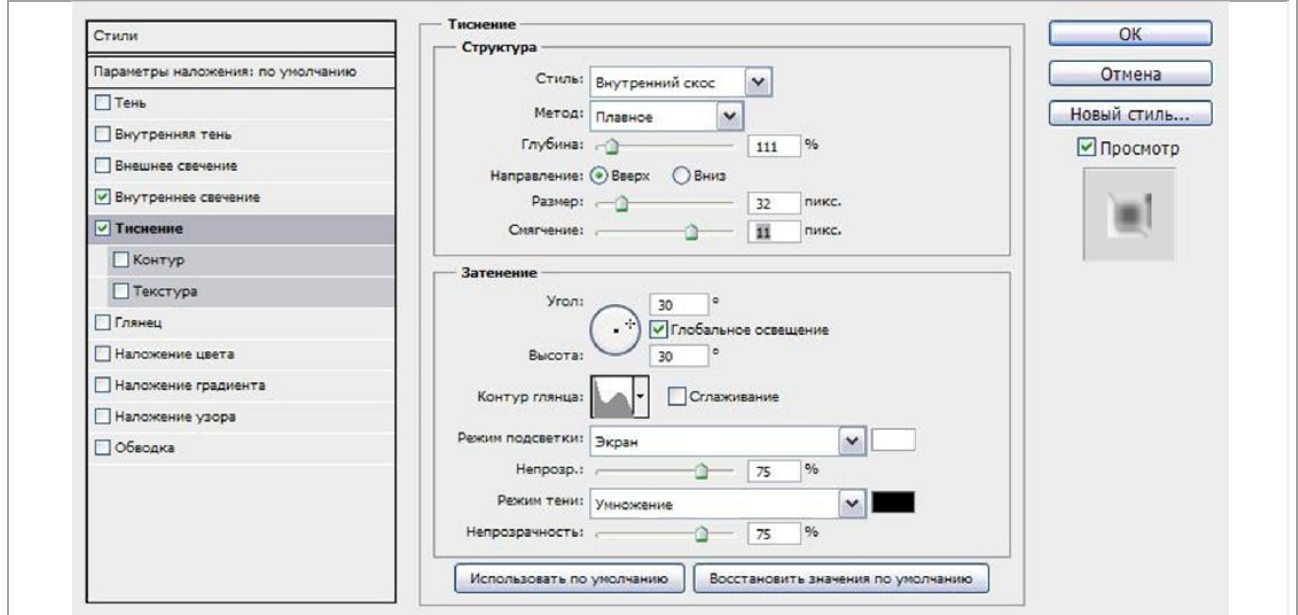 Стили
Параметры наложения: по умолчанию
Тень
Внутренняя тень
Внешнее свечение
Внутреннее свечение
Тиснение
Контур
Текстура
Глянец
Наложение цвета
Наложение градиента
Наложение узора
Обводка
Тиснение
Структура
Стиль: Внутренний скос
Метод: Плавное
Глубина: 111 %
Направление: Вверх Вниз
Размер: 32 пикс.
Смягчение: 11 пикс.
Затенение
Угол: 30 °
Глобальное освещение
Высота: 30 °
Контур глянца: Сглаживание
Режим подсветки: Экран
Непрозр.: 75 %
Режим тени: Умножение
Непрозрачность: 75 %
Использовать по умолчанию Восстановить значения по умолчанию
ОК
Отмена
Новый стиль...
Просмотр